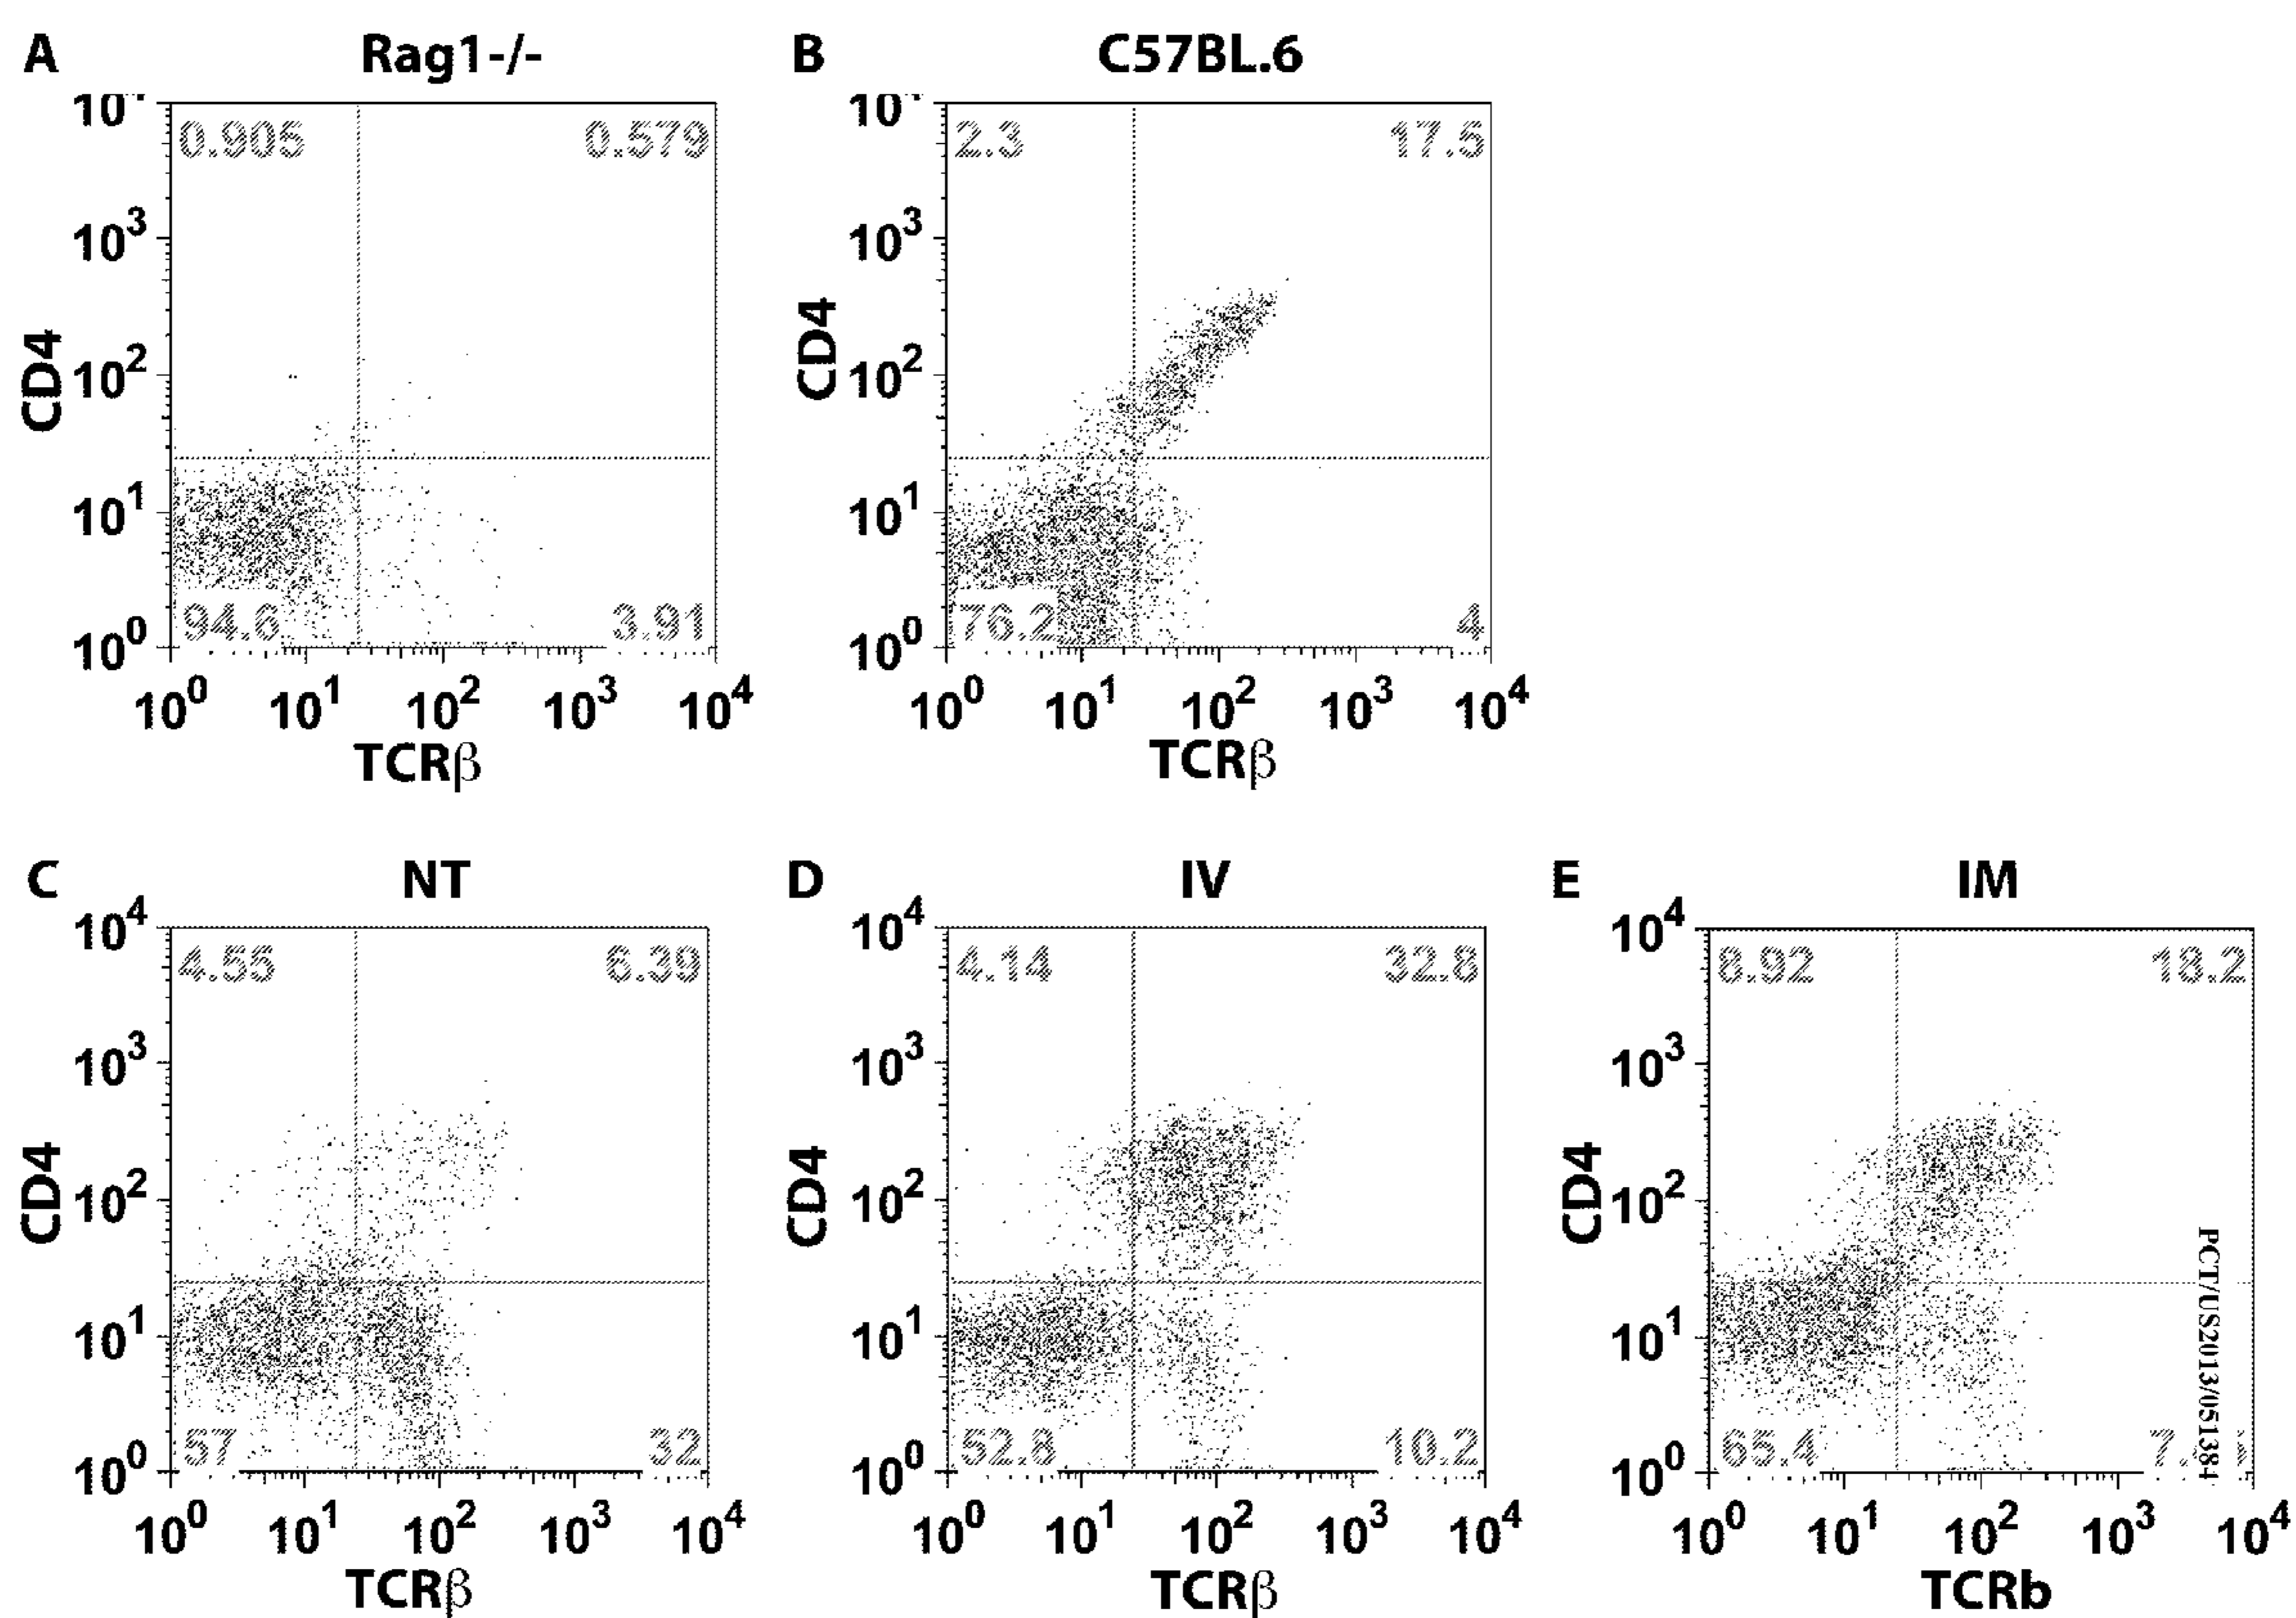 A Rag1-/-
B C57BL.6
0.905 0.579
94.6 3.91
CD4
10³
10²
10¹
10⁰
10⁰ 10¹ 10² 10³ 10⁴
TCRβ
2.3 17.5
76.2 4
CD4
10³
10²
10¹
10⁰
10⁰ 10¹ 10² 10³ 10⁴
TCRβ
C NT
4.55 6.39
57 32
CD4
10⁴
10³
10²
10¹
10⁰
10⁰ 10¹ 10² 10³ 10⁴
TCRβ
D IV
4.14 32.8
52.8 10.2
CD4
10⁴
10³
10²
10¹
10⁰
10⁰ 10¹ 10² 10³ 10⁴
TCRβ
E IM
8.92 18.2
65.4
CD4
10⁴
10³
10²
10¹
10⁰
10⁰ 10¹ 10² 10³ 10⁴
TCRb
PCT/US2013/051384